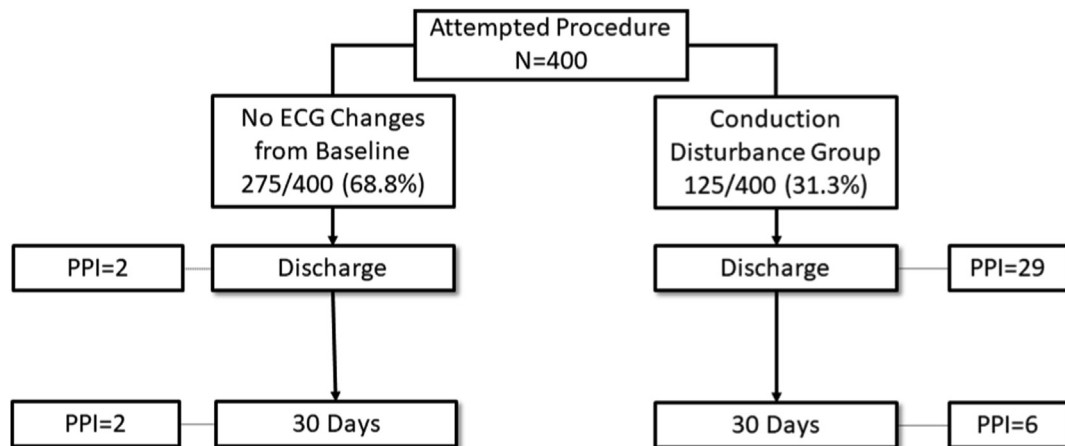 Attempted Procedure
N=400
No ECG Changes
from Baseline
275/400 (68.8%)
Conduction
Disturbance Group
125/400 (31.3%)
PPI=2
Discharge
Discharge
PPI=29
PPI=2
30 Days
30 Days
PPI=6